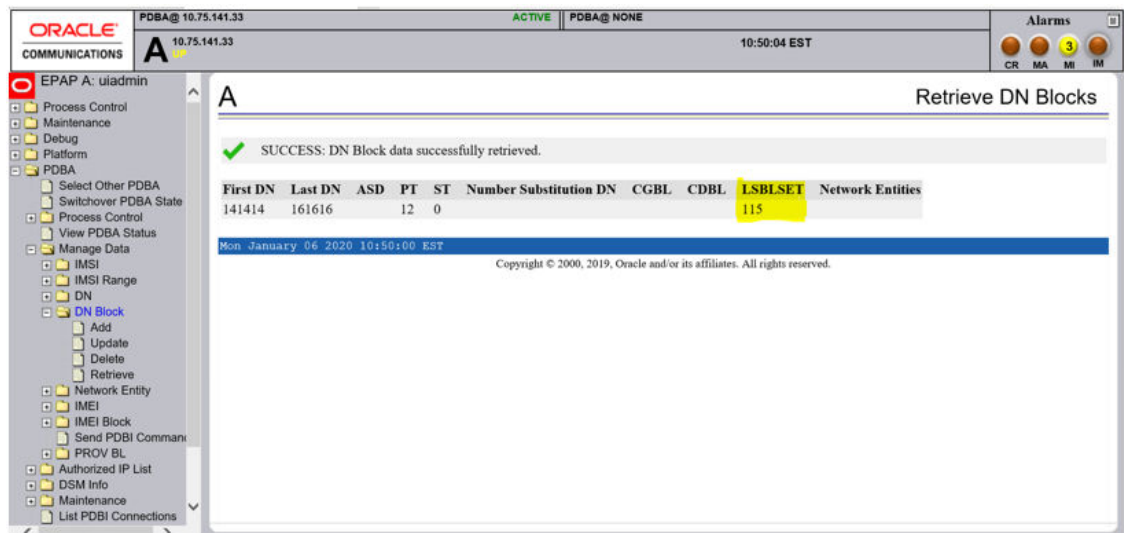 ORACLE
COMMUNICATIONS
PDBA@ 10.75.141.33 ACTIVE PDBA@ NONE
A 10.75.141.33
UP
10:50:04 EST
Alarms
3
CR MA MI IM
EPAP A: uiadmin
Process Control
Maintenance
Debug
Platform
PDBA
Select Other PDBA
Switchover PDBA State
Process Control
View PDBA Status
Manage Data
IMSI
IMSI Range
DN
DN Block
Add
Update
Delete
Retrieve
Network Entity
IMEI
IMEI Block
Send PDBI Comman
PROV BL
Authorized IP List
DSM Info
Maintenance
List PDBI Connections
A Retrieve DN Blocks
SUCCESS: DN Block data successfully retrieved.
First DN Last DN ASD PT ST Number Substitution DN CGBL CDBL LSBLSET Network Entities
141414 161616 12 0 115
Mon January 06 2020 10:50:00 EST
Copyright © 2000, 2019, Oracle and/or its affiliates. All rights reserved.